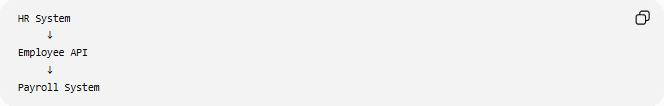 HR System
↓
Employee API
↓
Payroll System